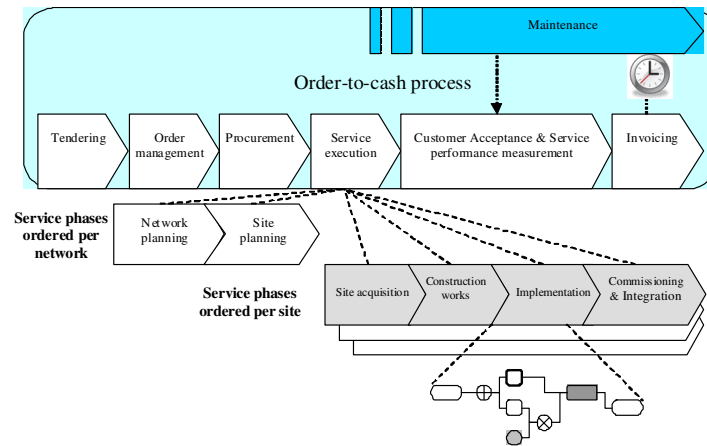 Maintenance
Order-to-cash process
Tendering
Order
management
Procurement
Service
execution
Customer Acceptance & Service
performance measurement
Invoicing
Service phases
ordered per
network
Network
planning
Site
planning
Service phases
ordered per site
Site acquisition
Construction
works
Implementation
Commissioning
& Integration